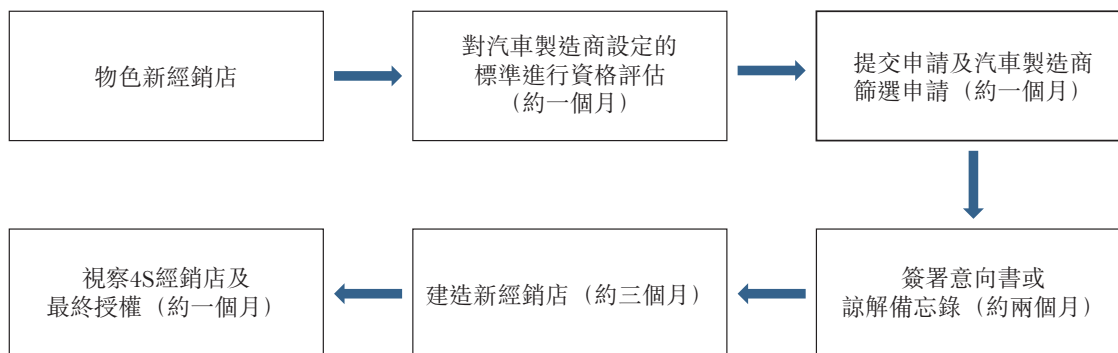 物色新經銷店
對汽車製造商設定的
標準進行資格評估
（約一個月）
提交申請及汽車製造商
篩選申請（約一個月）
簽署意向書或
諒解備忘錄（約兩個月）
建造新經銷店（約三個月）
視察4S經銷店及
最終授權（約一個月）